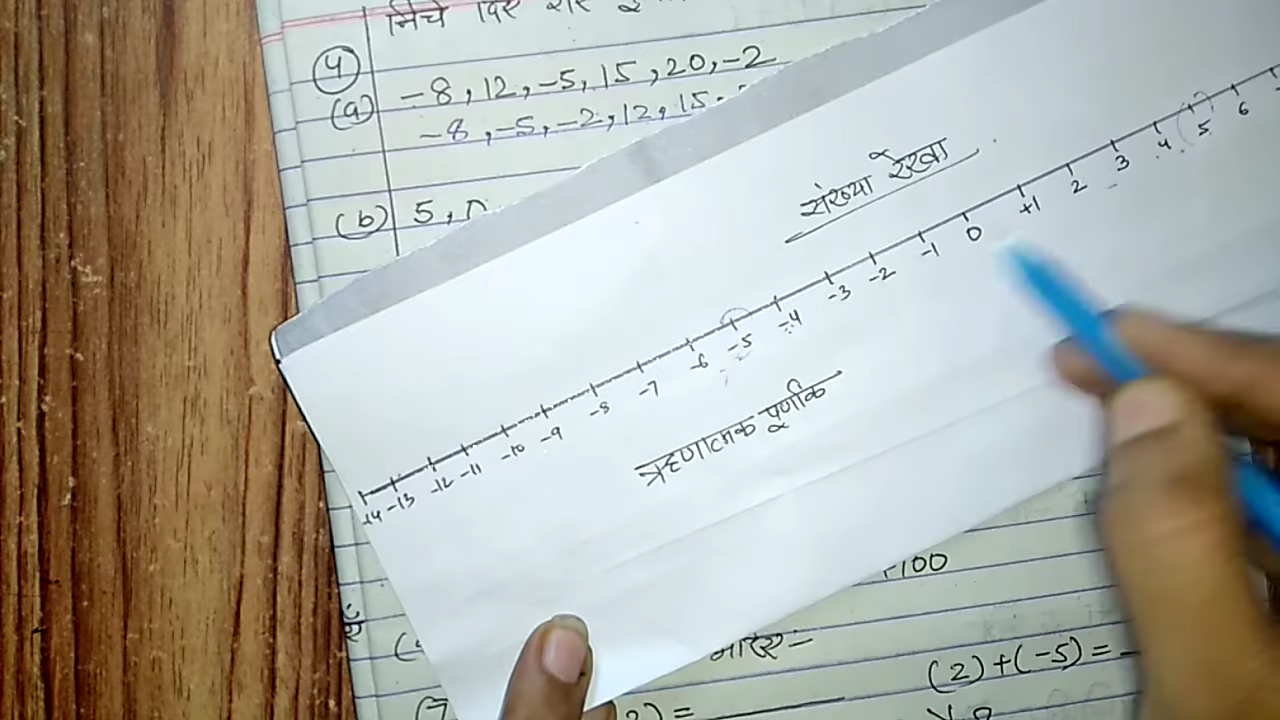 निचे दिए
4
(a) -8, 12, -5, 15, 20, -2
-8, -5, -2, 12, 15,
(b) 5,
संख्या रेखा
-14 -13 -12 -11 -10 -9 -8 -7 -6 -5 -4 -3 -2 -1 0 +1 2 3 4 5 6
ऋणात्मक पूर्णांक
+100
(2)+(-5)=